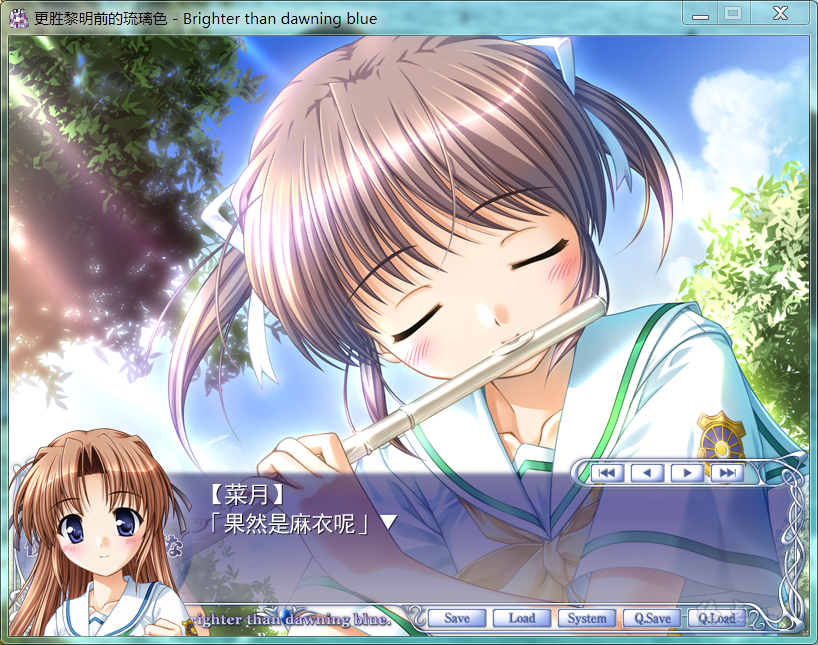 更胜黎明前的琉璃色 - Brighter than dawning blue
【菜月】
「果然是麻衣呢」▼
righter than dawning blue.
Save Load System Q.Save Q.Load